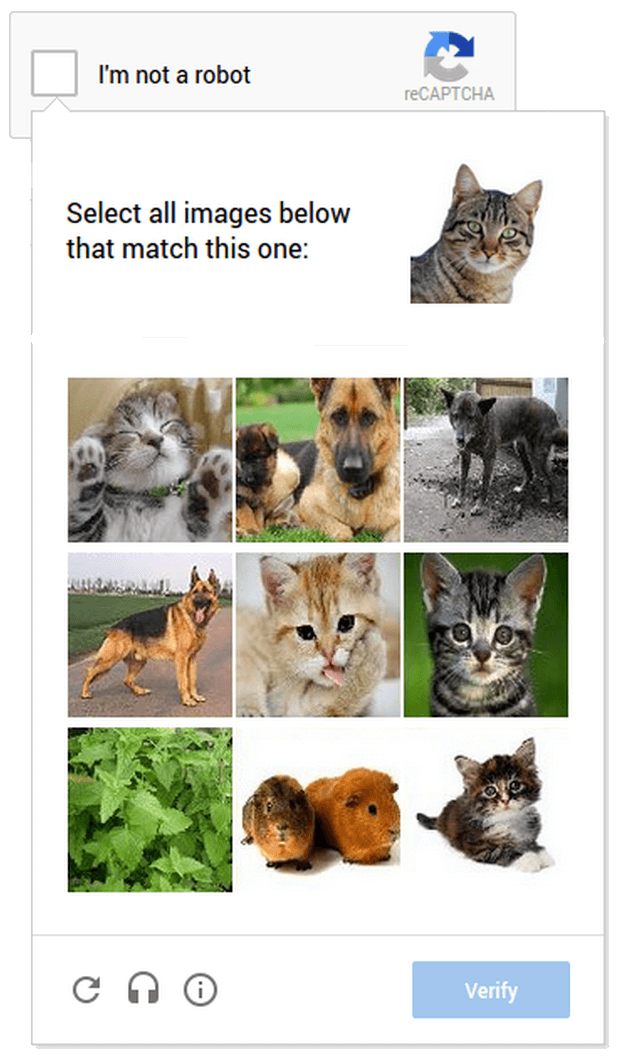 I'm not a robot
reCAPTCHA
Select all images below
that match this one:
Verify